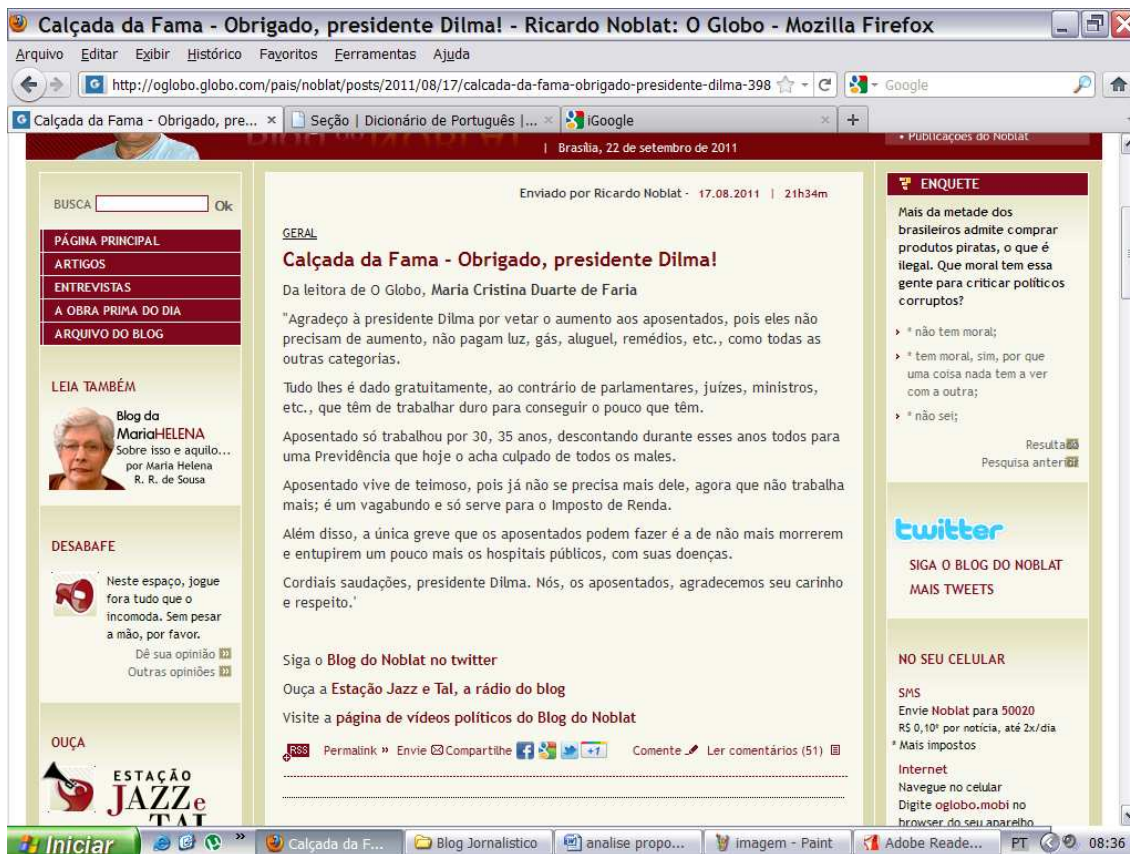 Calçada da Fama - Obrigado, presidente Dilma! - Ricardo Noblat: O Globo - Mozilla Firefox
Arquivo Editar Exibir Histórico Favoritos Ferramentas Ajuda
http://oglobo.globo.com/pais/noblat/posts/2011/08/17/calcada-da-fama-obrigado-presidente-dilma-398
Google
Calçada da Fama - Obrigado, pre...
Seção | Dicionário de Português |...
iGoogle
| Brasília, 22 de setembro de 2011
• Publicações do Noblat
BUSCA Ok
PÁGINA PRINCIPAL
ARTIGOS
ENTREVISTAS
A OBRA PRIMA DO DIA
ARQUIVO DO BLOG
LEIA TAMBÉM
Blog da
MariaHELENA
Sobre isso e aquilo...
por Maria Helena
R. R. de Sousa
DESABAFE
Neste espaço, jogue
fora tudo que o
incomoda. Sem pesar
a mão, por favor.
Dê sua opinião
Outras opiniões
OUÇA
ESTAÇÃO
JAZZ e
TAL
Enviado por Ricardo Noblat - 17.08.2011 | 21h34m
GERAL
Calçada da Fama - Obrigado, presidente Dilma!
Da leitora de O Globo, Maria Cristina Duarte de Faria
"Agradeço à presidente Dilma por vetar o aumento aos aposentados, pois eles não
precisam de aumento, não pagam luz, gás, aluguel, remédios, etc., como todas as
outras categorias.
Tudo lhes é dado gratuitamente, ao contrário de parlamentares, juízes, ministros,
etc., que têm de trabalhar duro para conseguir o pouco que têm.
Aposentado só trabalhou por 30, 35 anos, descontando durante esses anos todos para
uma Previdência que hoje o acha culpado de todos os males.
Aposentado vive de teimoso, pois já não se precisa mais dele, agora que não trabalha
mais; é um vagabundo e só serve para o Imposto de Renda.
Além disso, a única greve que os aposentados podem fazer é a de não mais morrerem
e entupirem um pouco mais os hospitais públicos, com suas doenças.
Cordiais saudações, presidente Dilma. Nós, os aposentados, agradecemos seu carinho
e respeito.'
Siga o Blog do Noblat no twitter
Ouça a Estação Jazz e Tal, a rádio do blog
Visite a página de vídeos políticos do Blog do Noblat
RSS Permalink » Envie Compartilhe +1 Comente Ler comentários (51)
ENQUETE
Mais da metade dos
brasileiros admite comprar
produtos piratas, o que é
ilegal. Que moral tem essa
gente para criticar políticos
corruptos?
* não tem moral;
* tem moral, sim, por que
uma coisa nada tem a ver
com a outra;
* não sei;
Resultado
Pesquisa anterior
twitter
SIGA O BLOG DO NOBLAT
MAIS TWEETS
NO SEU CELULAR
SMS
Envie Noblat para 50020
R$ 0,10* por notícia, até 2x/dia
* Mais impostos
Internet
Navegue no celular
Digite oglobo.mobi no
browser do seu aparelho
Iniciar
Calçada da F...
Blog Jornalistico
analise propo...
imagem - Paint
Adobe Reade...
PT
08:36